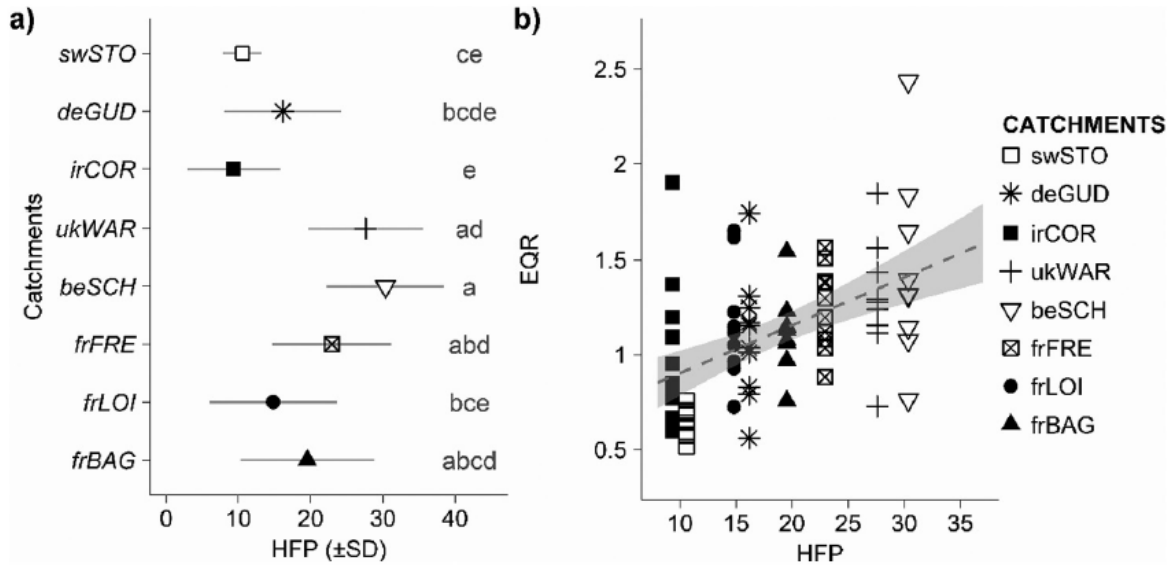 a)
Catchments
swSTO ce
deGUD bcde
irCOR e
ukWAR ad
beSCH a
frFRE abd
frLOI bce
frBAG abcd
0 10 20 30 40
HFP (±SD)
b)
EQR
2.5
2
1.5
1
0.5
10 15 20 25 30 35
HFP
CATCHMENTS
swSTO
deGUD
irCOR
ukWAR
beSCH
frFRE
frLOI
frBAG